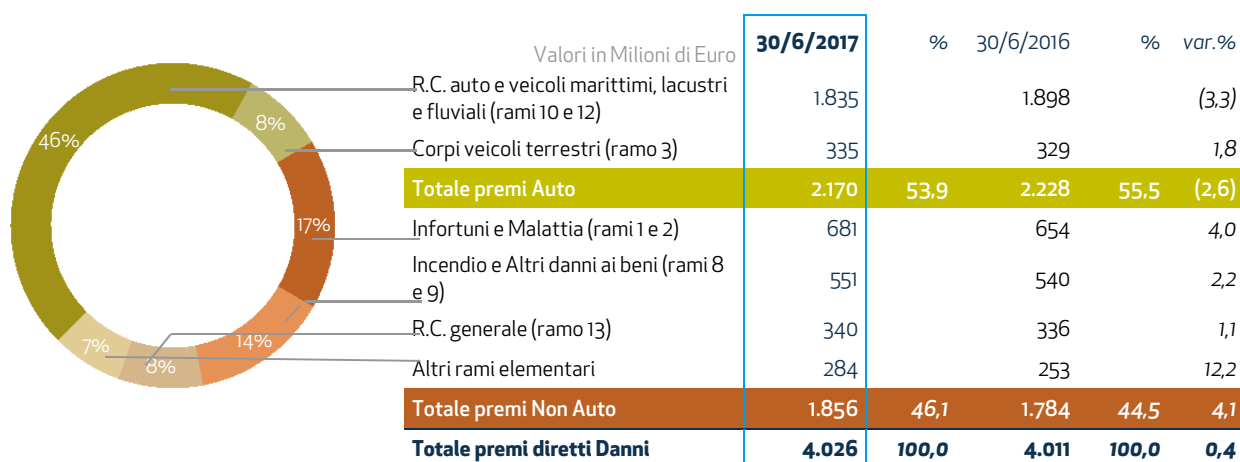 Valori in Milioni di Euro 30/6/2017 % 30/6/2016 % var.%
R.C. auto e veicoli marittimi, lacustri
e fluviali (rami 10 e 12) 1.835 1.898 (3,3)
Corpi veicoli terrestri (ramo 3) 335 329 1,8
Totale premi Auto 2.170 53,9 2.228 55,5 (2,6)
Infortuni e Malattia (rami 1 e 2) 681 654 4,0
Incendio e Altri danni ai beni (rami 8
e 9) 551 540 2,2
R.C. generale (ramo 13) 340 336 1,1
Altri rami elementari 284 253 12,2
Totale premi Non Auto 1.856 46,1 1.784 44,5 4,1
Totale premi diretti Danni 4.026 100,0 4.011 100,0 0,4
46%
8%
17%
14%
8%
7%